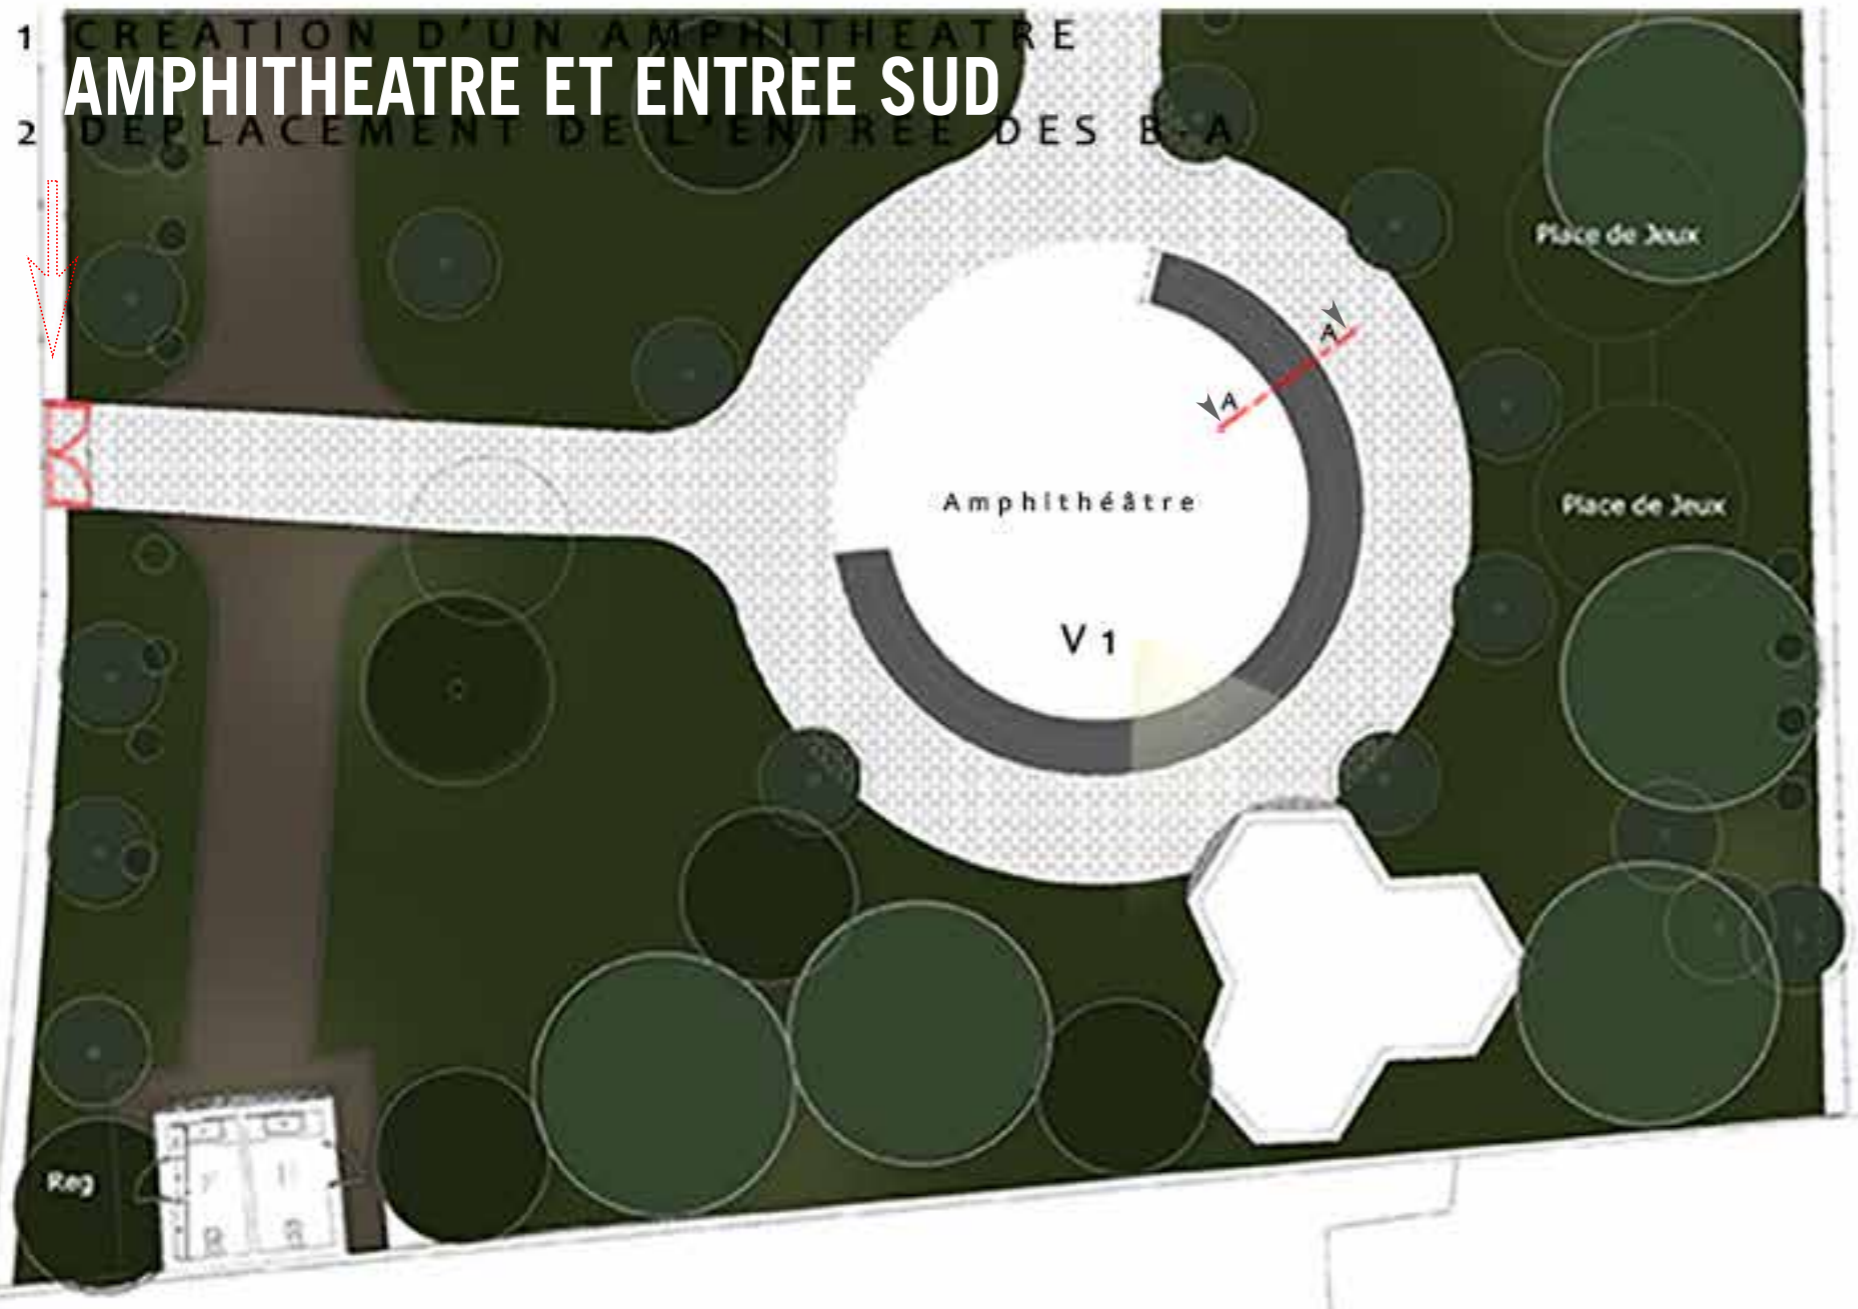 1 CREATION D'UN AMPHITHEATRE
AMPHITHEATRE ET ENTREE SUD
2 DEPLACEMENT DE L'ENTREE DES B-A
Place de Jeux
A
A
Amphithéâtre
Place de Jeux
V 1
Reg